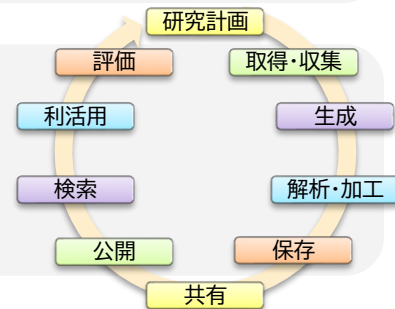 研究計画
取得・収集
生成
解析・加工
保存
共有
公開
検索
利活用
評価